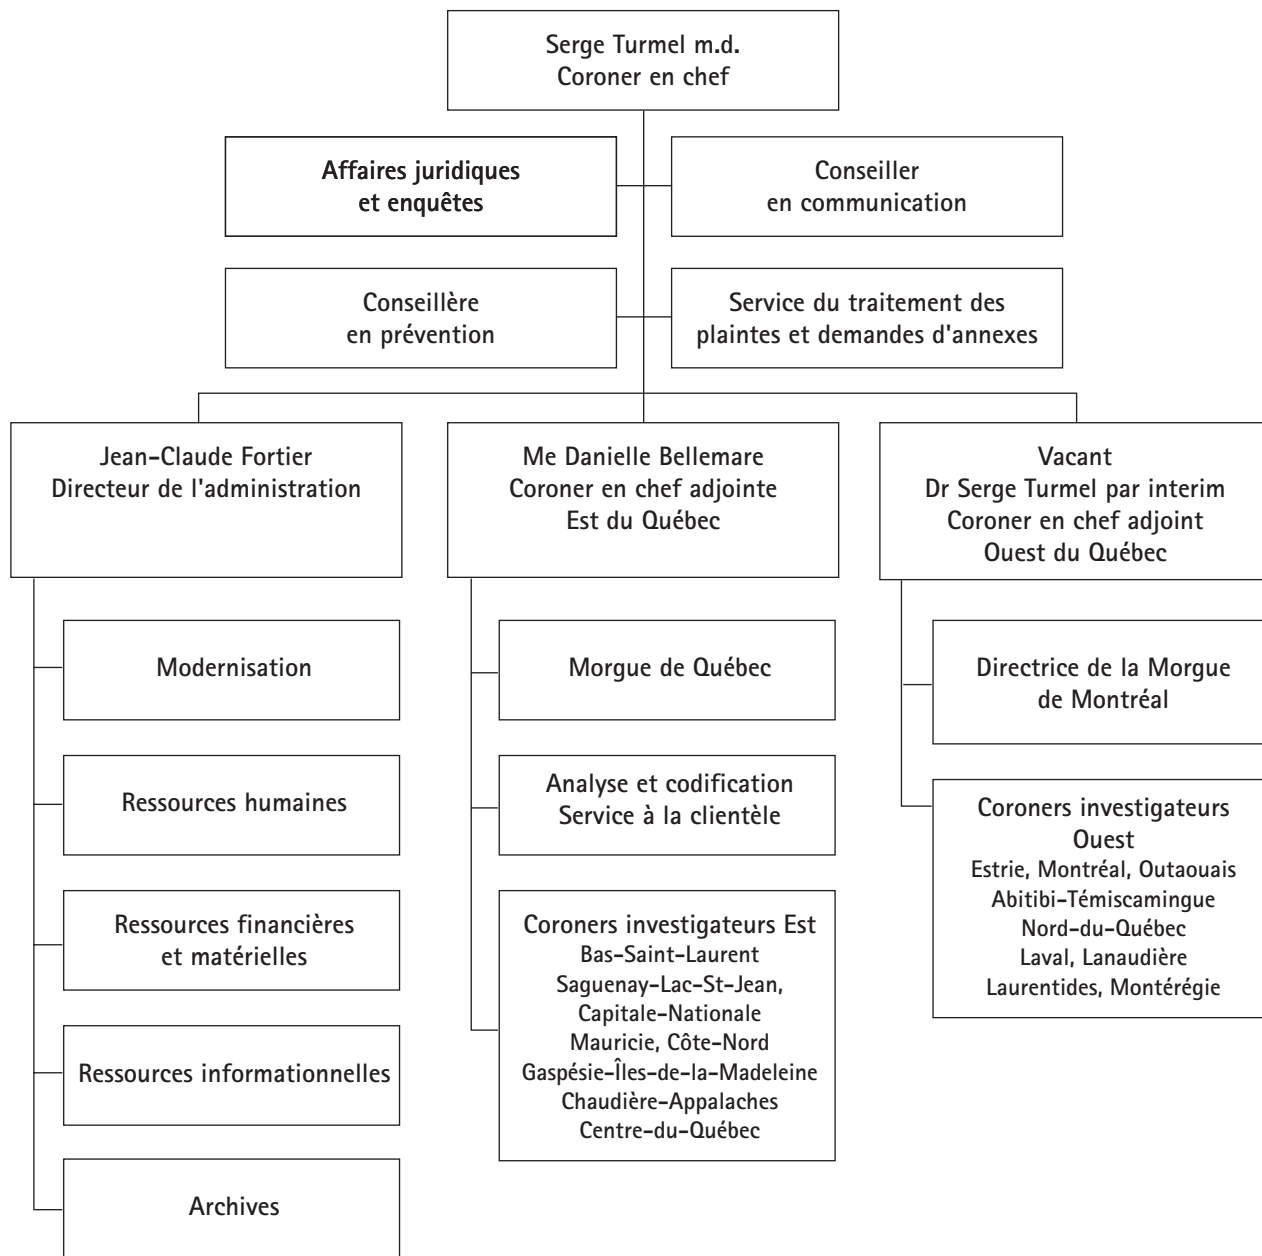 Serge Turmel m.d.
Coroner en chef
Affaires juridiques
et enquêtes
Conseiller
en communication
Conseillère
en prévention
Service du traitement des
plaintes et demandes d'annexes
Jean-Claude Fortier
Directeur de l'administration
Me Danielle Bellemare
Coroner en chef adjointe
Est du Québec
Vacant
Dr Serge Turmel par interim
Coroner en chef adjoint
Ouest du Québec
Modernisation
Ressources humaines
Ressources financières
et matérielles
Ressources informationnelles
Archives
Morgue de Québec
Analyse et codification
Service à la clientèle
Coroners investigateurs Est
Bas-Saint-Laurent
Saguenay-Lac-St-Jean,
Capitale-Nationale
Mauricie, Côte-Nord
Gaspésie-Îles-de-la-Madeleine
Chaudière-Appalaches
Centre-du-Québec
Directrice de la Morgue
de Montréal
Coroners investigateurs
Ouest
Estrie, Montréal, Outaouais
Abitibi-Témiscamingue
Nord-du-Québec
Laval, Lanaudière
Laurentides, Montérégie